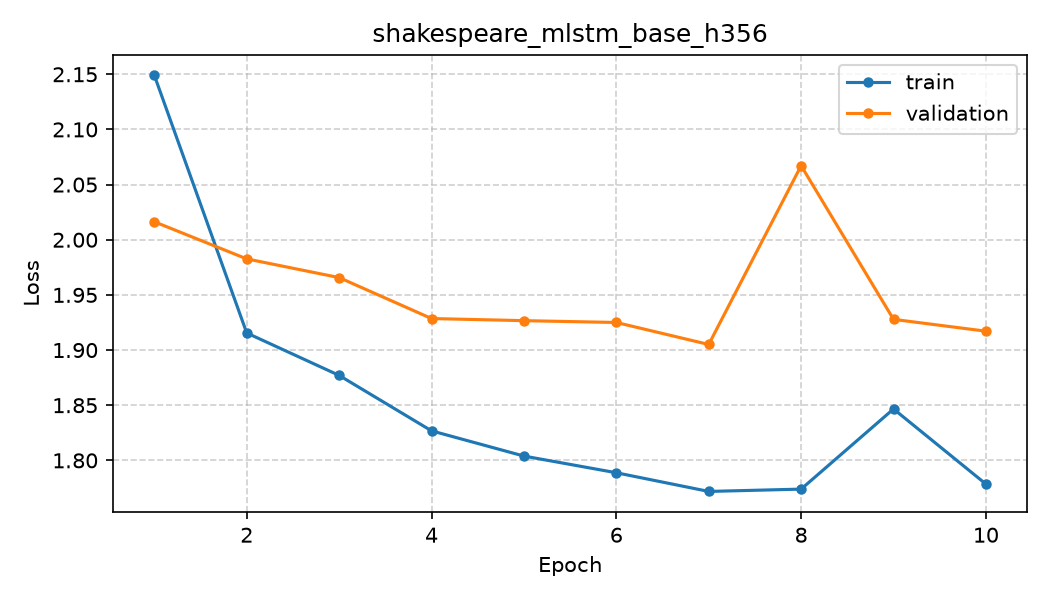 shakespeare_mlstm_base_h356
train
validation
2.15
2.10
2.05
2.00
1.95
1.90
1.85
1.80
Loss
2 4 6 8 10
Epoch